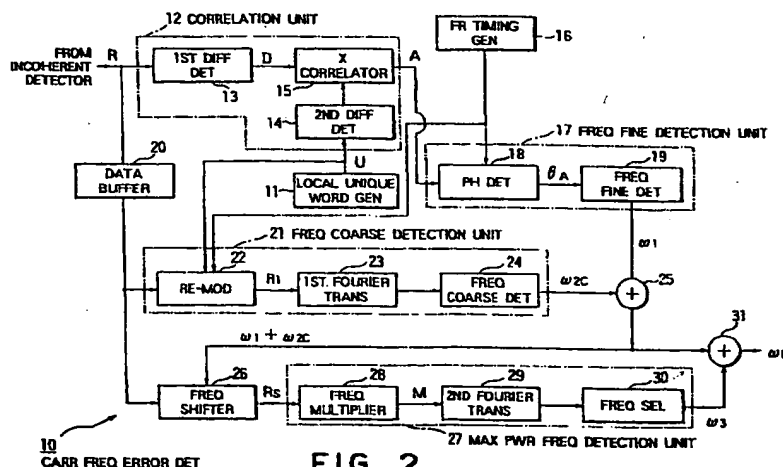 12 CORRELATION UNIT
FROM INCOHERENT DETECTOR
R
1ST DIFF DET
13
D
X CORRELATOR
15
A
FR TIMING GEN
16
14
2ND DIFF DET
17 FREQ FINE DETECTION UNIT
20
DATA BUFFER
U
11
LOCAL UNIQUE WORD GEN
18
PH DET
θA
19
FREQ FINE DET
21 FREQ COARSE DETECTION UNIT
ω1
22
RE-MOD
Ri
23
1ST. FOURIER TRANS
24
FREQ COARSE DET
ω2C
+
25
31
ω1 + ω2C
+
26
FREQ SHIFTER
Rs
28
FREQ MULTIPLIER
M
29
2ND FOURIER TRANS
30
FREQ SEL
ω3
27 MAX PWR FREQ DETECTION UNIT
10
CARR FREQ ERROR DET
FIG. 2